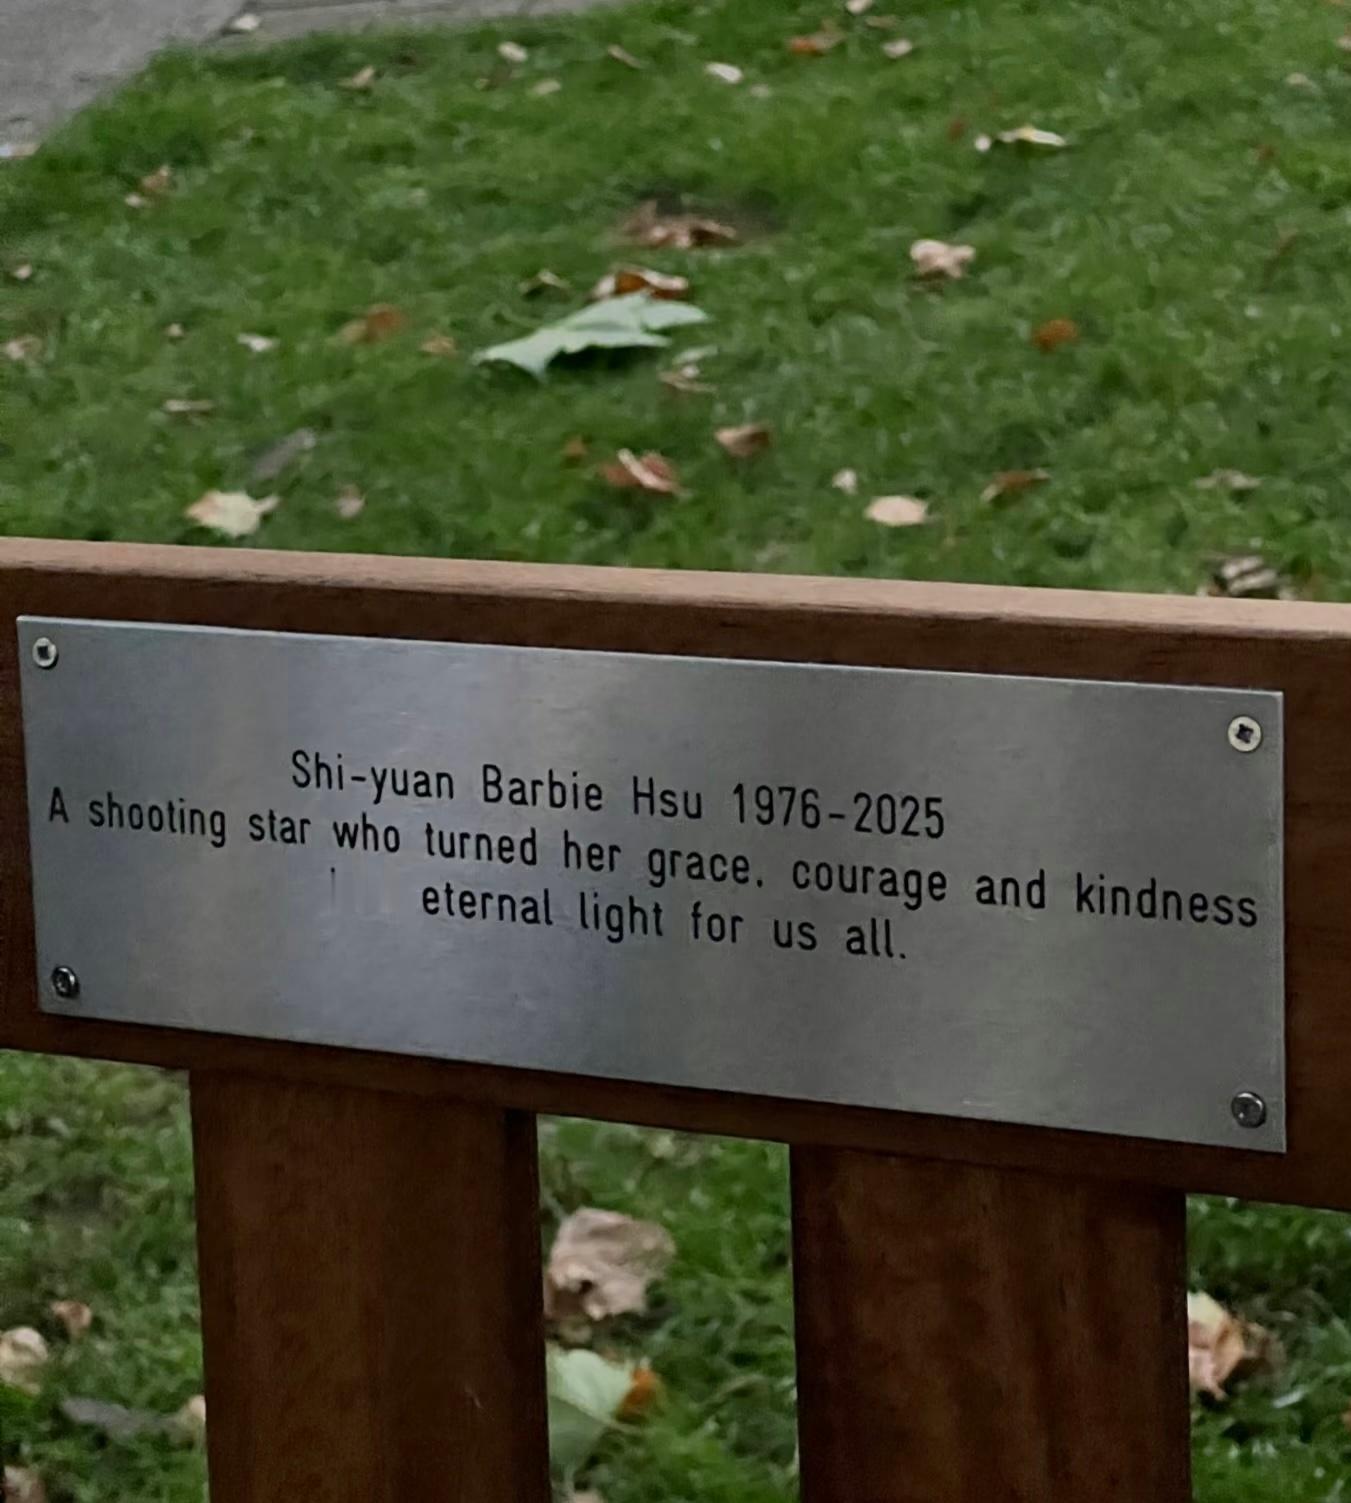 Shi-yuan Barbie Hsu 1976-2025
A shooting star who turned her grace. courage and kindness
eternal light for us all.